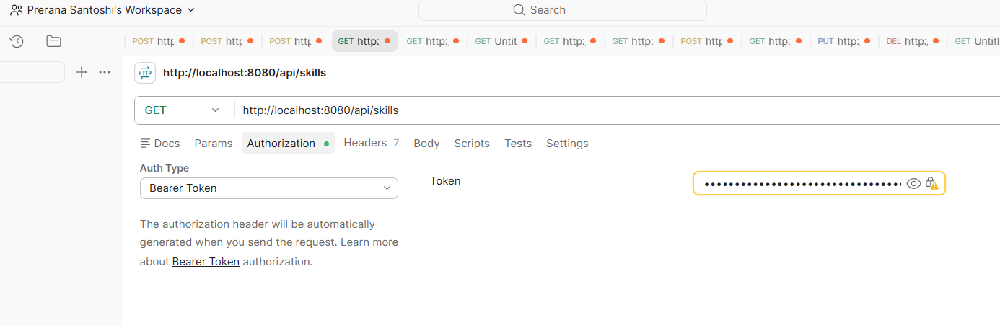 Prerana Santoshi's Workspace
Search
POST http
POST http
POST http
GET http:
GET http:
GET Untit
GET http:
GET http:
POST http:
GET http:
PUT http:
DEL http:
GET Untitl
HTTP
http://localhost:8080/api/skills
GET
http://localhost:8080/api/skills
Docs
Params
Authorization
Headers 7
Body
Scripts
Tests
Settings
Auth Type
Bearer Token
Token
The authorization header will be automatically
generated when you send the request. Learn more
about Bearer Token authorization.